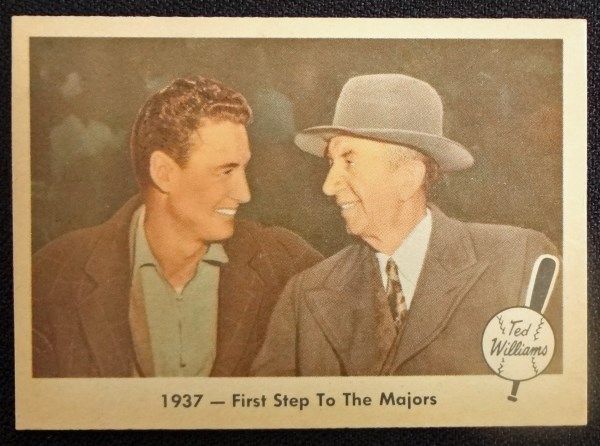 Ted
Williams
1937 — First Step To The Majors